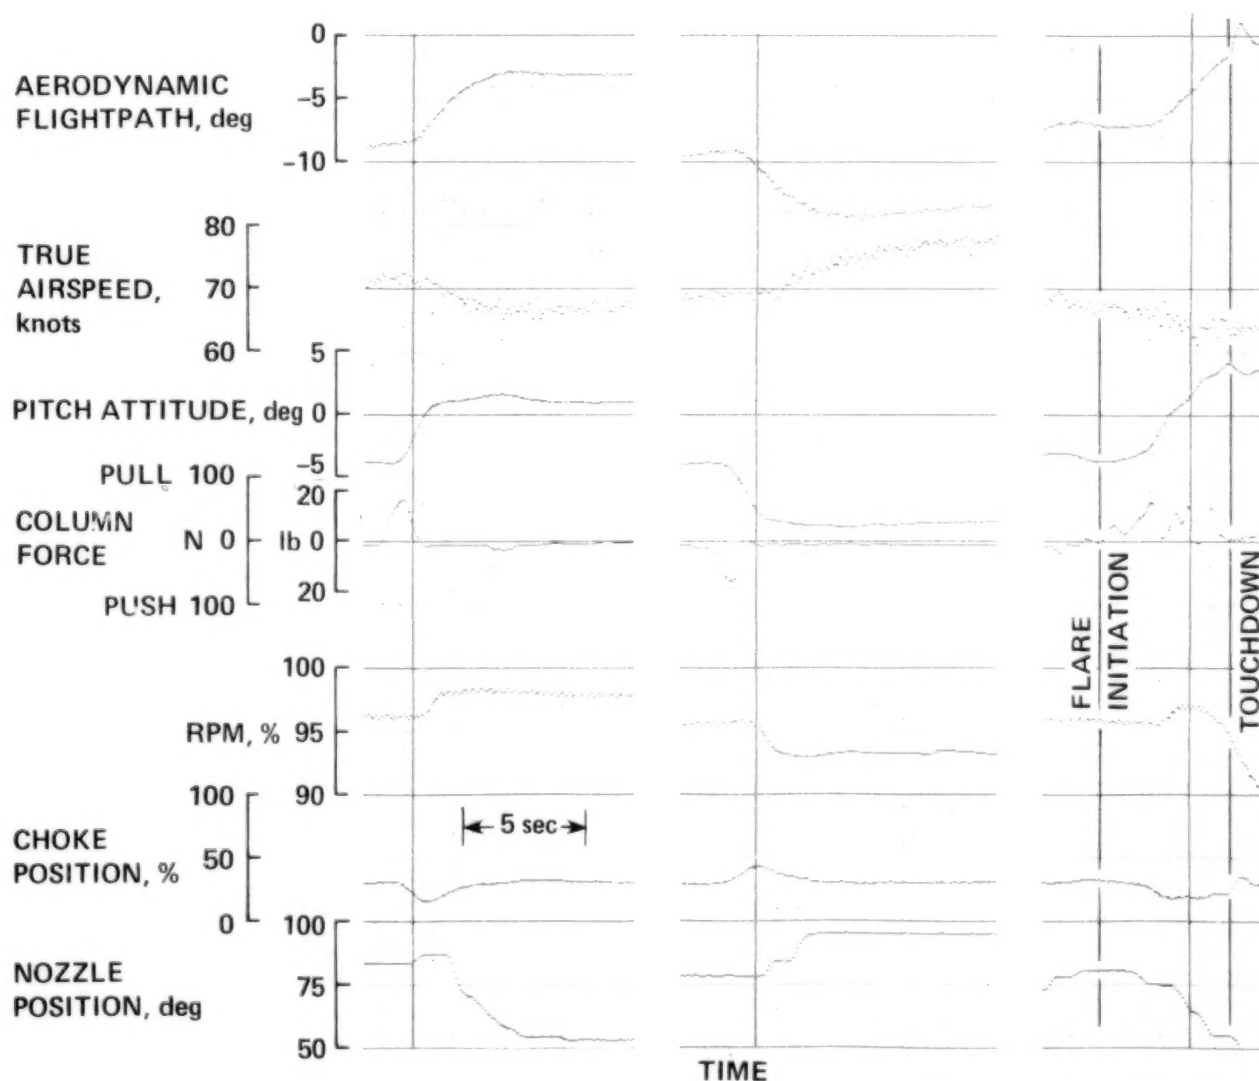 0
AERODYNAMIC
FLIGHTPATH, deg
-5
-10
80
TRUE
AIRSPEED,
knots
70
60
5
PITCH ATTITUDE, deg 0
-5
PULL 100
20
COLUMN
FORCE
N 0
lb 0
PUSH 100
20
FLARE
INITIATION
TOUCHDOWN
100
RPM, % 95
90
100
5 sec
CHOKE
POSITION, %
50
0
100
NOZZLE
POSITION, deg
75
50
TIME